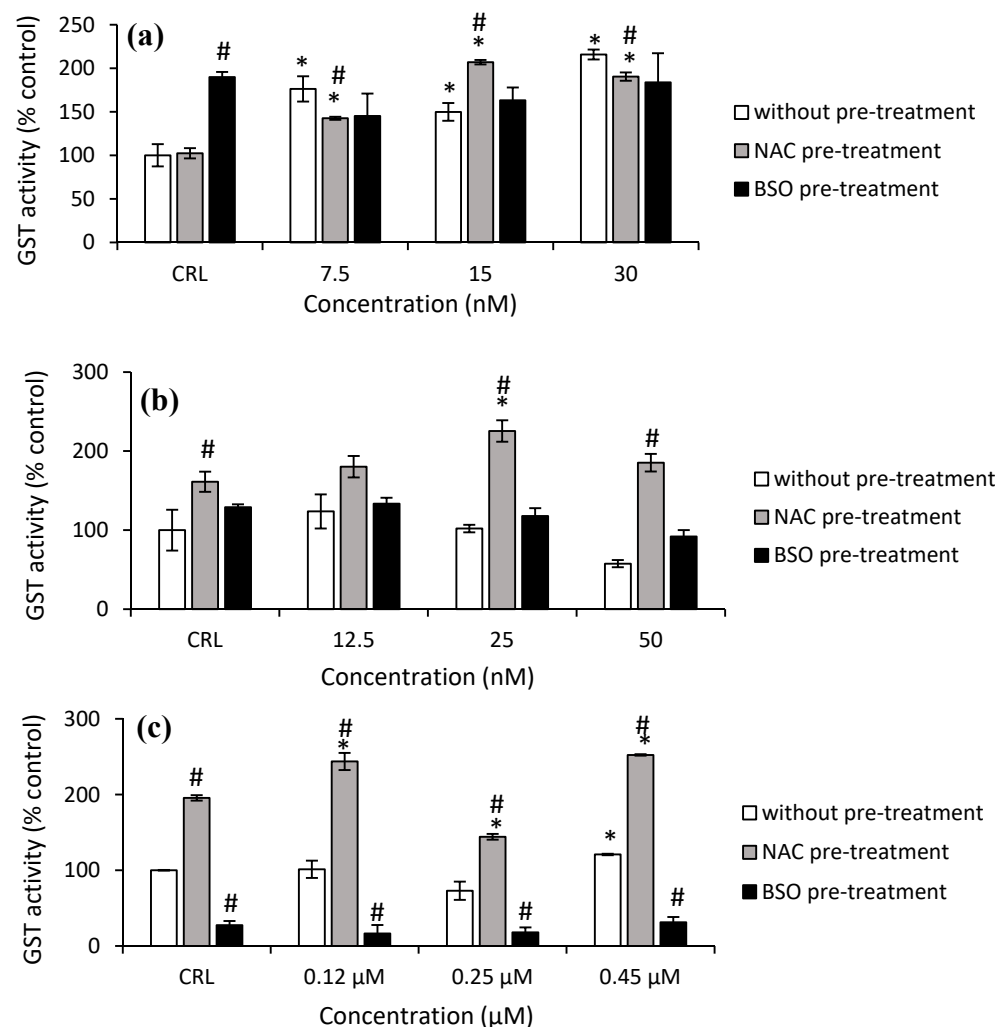 (a)
GST activity (% control)
250
200
150
100
50
0
#
*
#
*
*
#
*
*
#
*
CRL 7.5 15 30
Concentration (nM)
without pre-treatment
NAC pre-treatment
BSO pre-treatment
(b)
GST activity (% control)
300
200
100
0
#
#
*
#
CRL 12.5 25 50
Concentration (nM)
without pre-treatment
NAC pre-treatment
BSO pre-treatment
(c)
GST activity (% control)
300
200
100
0
#
#
#
*
#
#
*
#
*
#
*
#
CRL 0.12 µM 0.25 µM 0.45 µM
Concentration (µM)
without pre-treatment
NAC pre-treatment
BSO pre-treatment